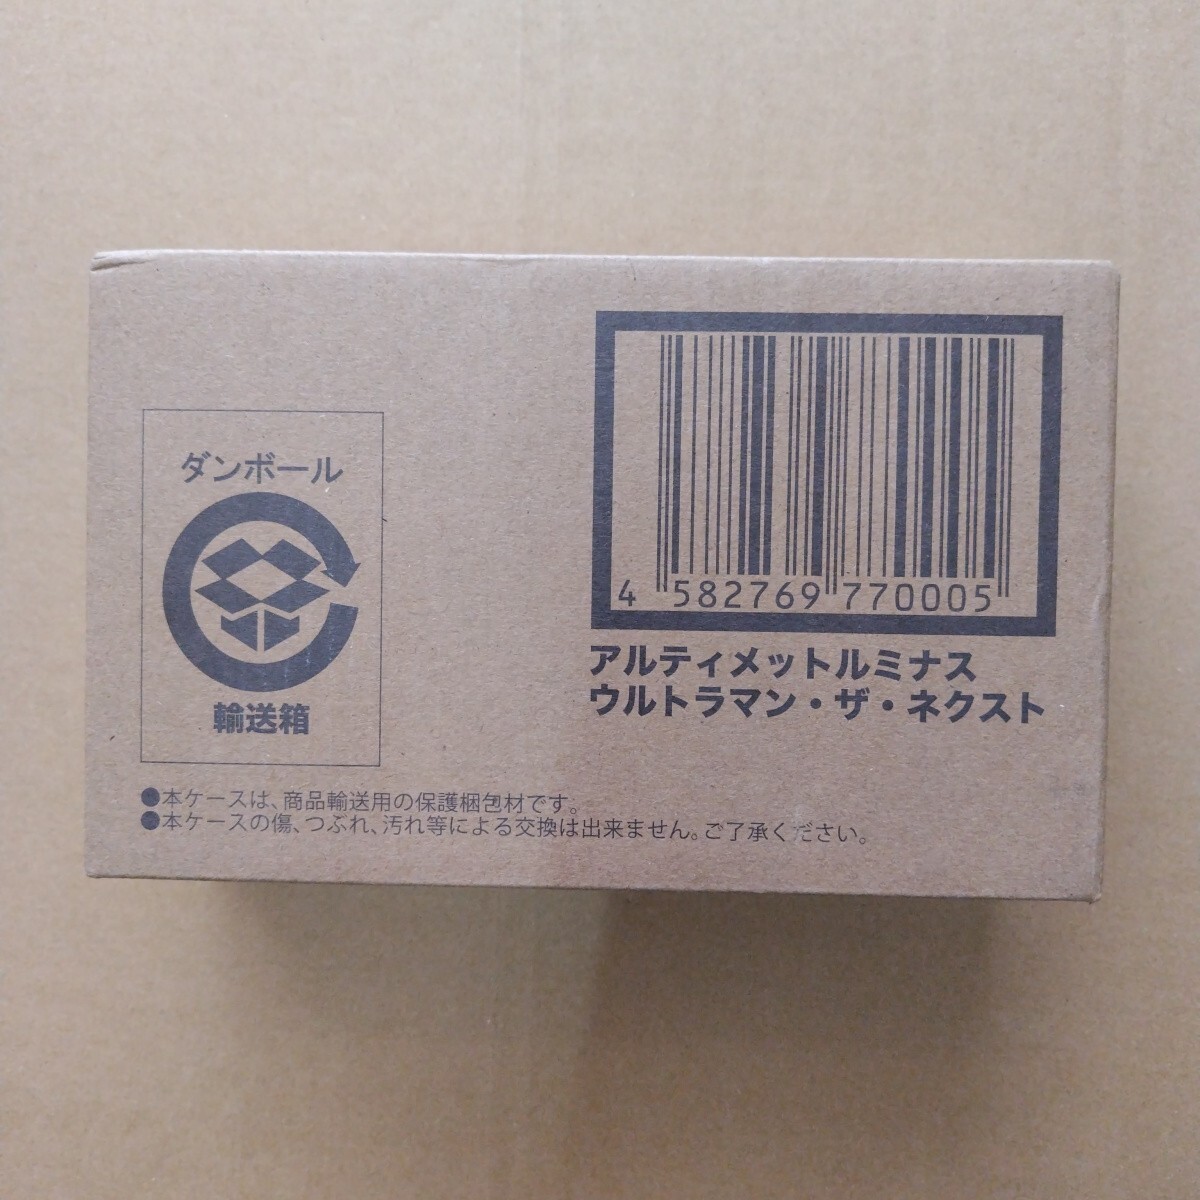 ダンボール
輸送箱
4 582769 770005
アルティメットルミナス
ウルトラマン・ザ・ネクスト
●本ケースは、商品輸送用の保護梱包材です。
●本ケースの傷、つぶれ、汚れ等による交換は出来ません。ご了承ください。